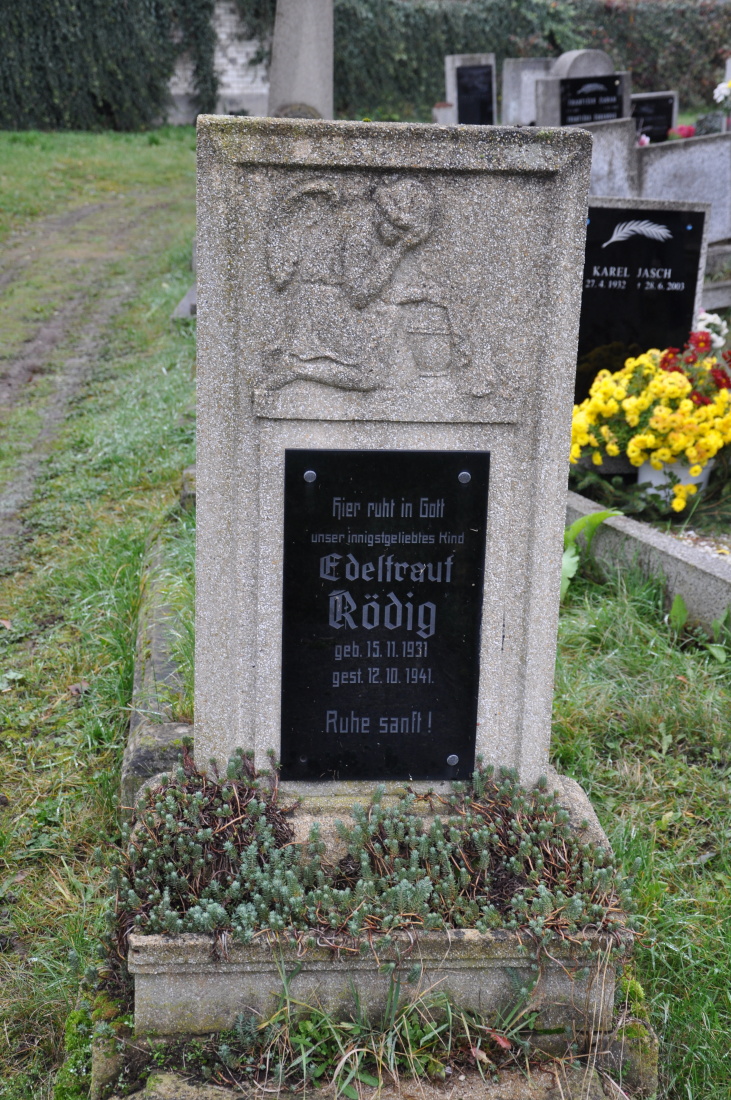 Hier ruht in Gott
unser innigstgeliebtes Kind
Edeltraut
Rödig
geb. 15. 11. 1931
gest. 12. 10. 1941.
Ruhe sanft!
KAREL JASCH
27. 4. 1932 † 28. 6. 2003